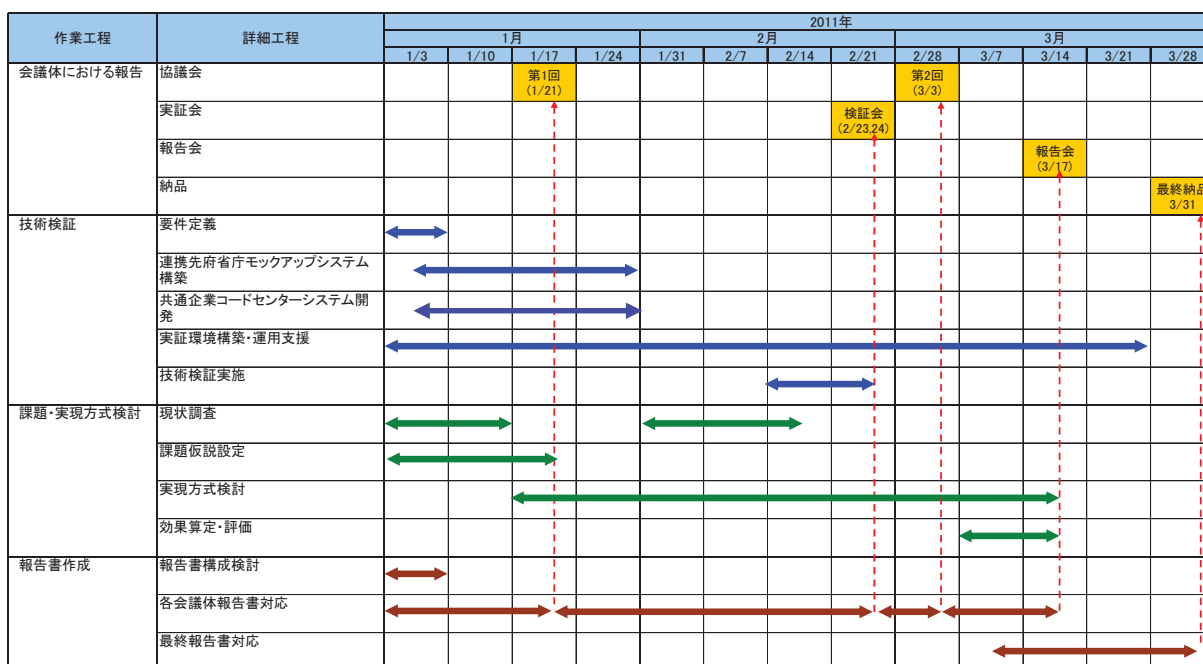 作業工程
詳細工程
2011年
1月
2月
3月
1/3
1/10
1/17
1/24
1/31
2/7
2/14
2/21
2/28
3/7
3/14
3/21
3/28
会議体における報告
協議会
第1回
(1/21)
第2回
(3/3)
実証会
検証会
(2/23,24)
報告会
報告会
(3/17)
納品
最終納品
3/31
技術検証
要件定義
連携先府省庁モックアップシステム
構築
共通企業コードセンターシステム開
発
実証環境構築・運用支援
技術検証実施
課題・実現方式検討
現状調査
課題仮説設定
実現方式検討
効果算定・評価
報告書作成
報告書構成検討
各会議体報告書対応
最終報告書対応